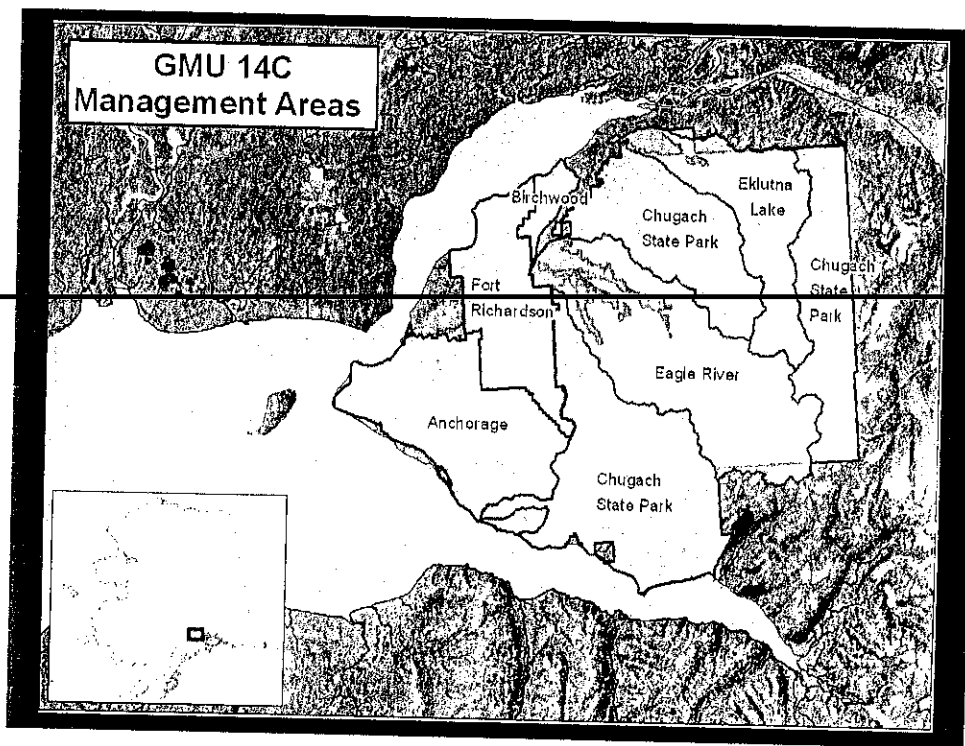 GMU 14C
Management Areas
Birchwood
Eklutna
Lake
Chugach
State Park
Chugach
State
Park
Fort
Richardson
Eagle River
Anchorage
Chugach
State Park